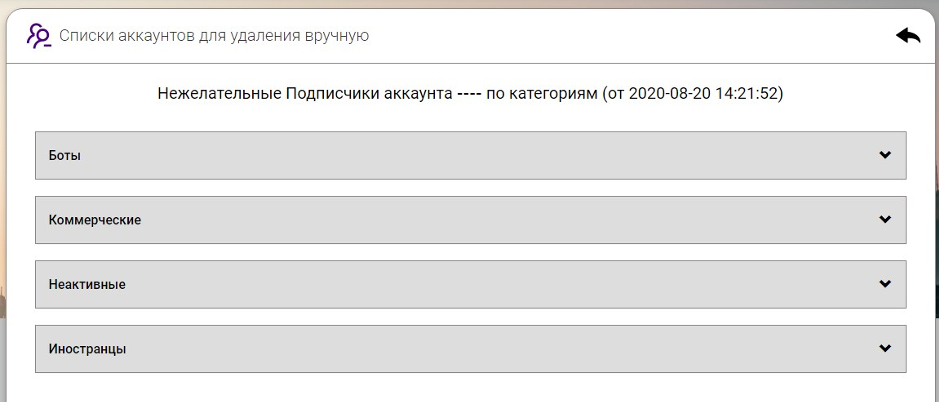 Списки аккаунтов для удаления вручную
Нежелательные Подписчики аккаунта ---- по категориям (от 2020-08-20 14:21:52)
Боты
Коммерческие
Неактивные
Иностранцы